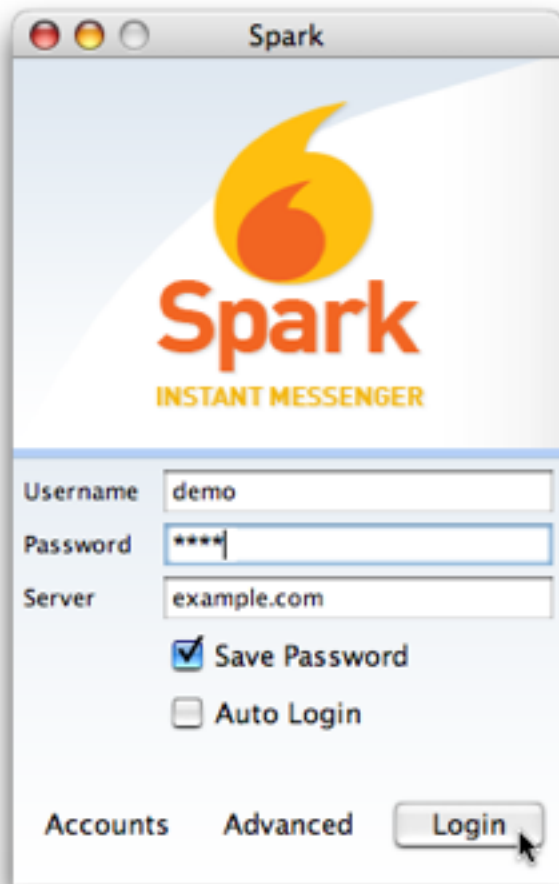 Spark
Spark
INSTANT MESSENGER
Username demo
Password ****
Server example.com
Save Password
Auto Login
Accounts Advanced Login